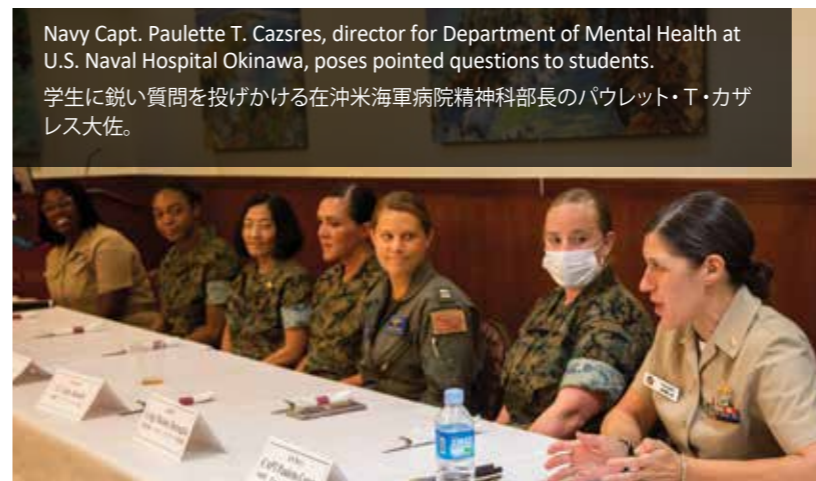 Navy Capt. Paulette T. Cazsres, director for Department of Mental Health at
U.S. Naval Hospital Okinawa, poses pointed questions to students.
学生に鋭い質問を投げかける在沖米海軍病院精神科部長のパウレット・T・カザ
レス大佐。